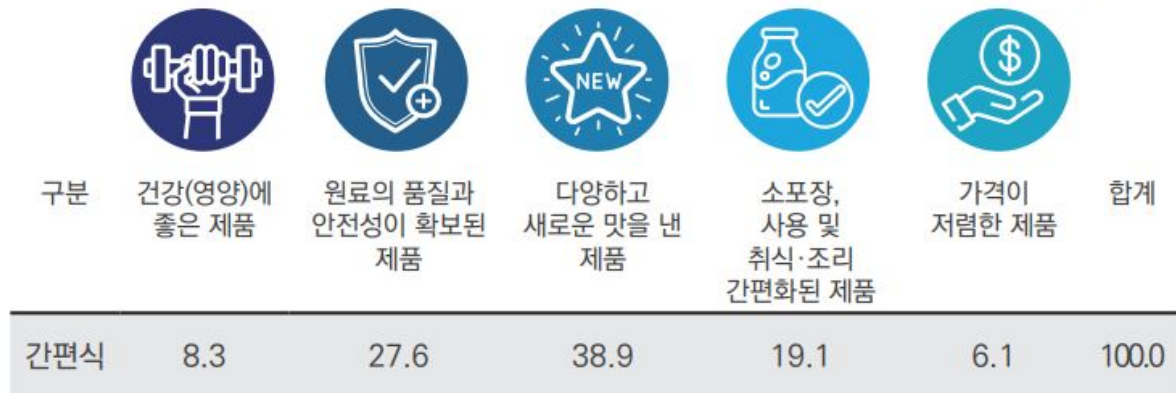 NEW
$
구분
건강(영양)에
좋은 제품
원료의 품질과
안전성이 확보된
제품
다양하고
새로운 맛을 낸
제품
소포장,
사용 및
취식·조리
간편화된 제품
가격이
저렴한 제품
합계
간편식 8.3 27.6 38.9 19.1 6.1 100.0